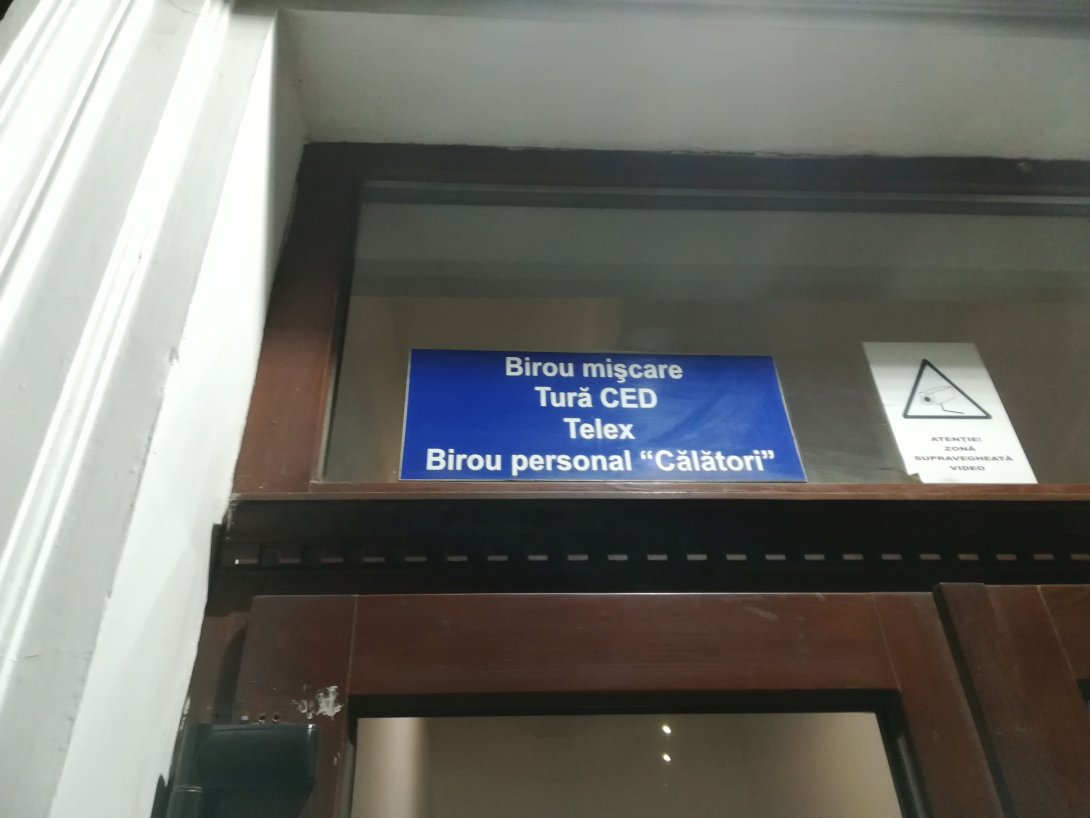 Birou mişcare
Tură CED
Telex
Birou personal “Călători”
ATENȚIE!
ZONĂ
SUPRAVEGHEATĂ
VIDEO